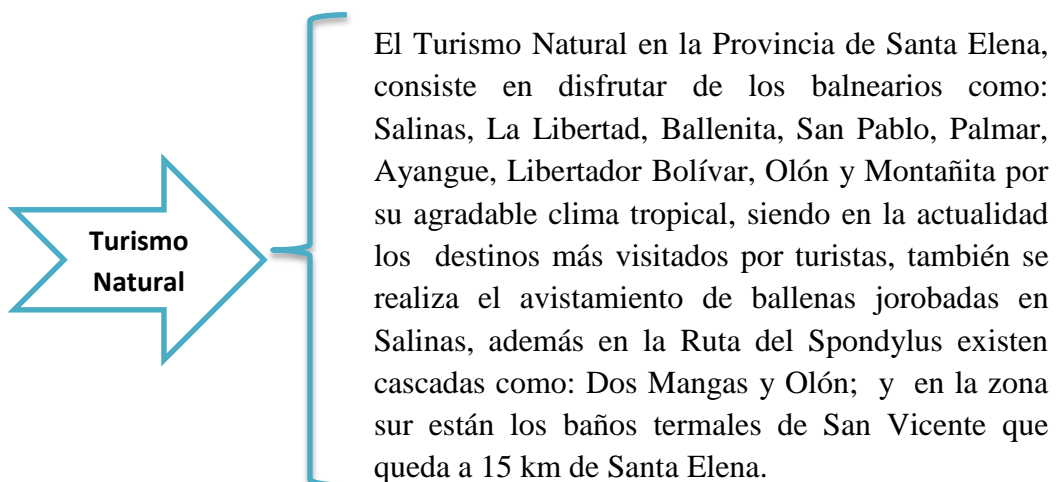 Turismo
Natural
El Turismo Natural en la Provincia de Santa Elena,
consiste en disfrutar de los balnearios como:
Salinas, La Libertad, Ballenita, San Pablo, Palmar,
Ayangue, Libertador Bolívar, Olón y Montañita por
su agradable clima tropical, siendo en la actualidad
los destinos más visitados por turistas, también se
realiza el avistamiento de ballenas jorobadas en
Salinas, además en la Ruta del Spondylus existen
cascadas como: Dos Mangas y Olón; y en la zona
sur están los baños termales de San Vicente que
queda a 15 km de Santa Elena.